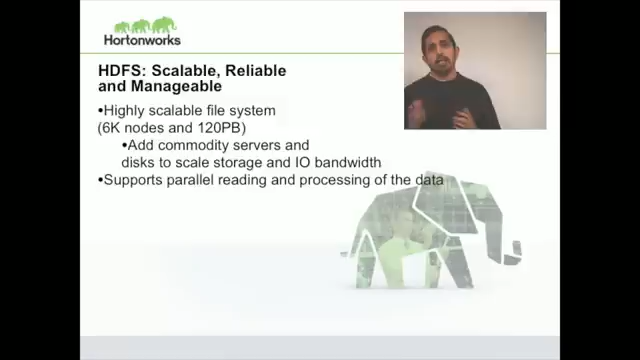 Hortonworks
HDFS: Scalable, Reliable
and Manageable
•Highly scalable file system
(6K nodes and 120PB)
•Add commodity servers and
disks to scale storage and IO bandwidth
•Supports parallel reading and processing of the data